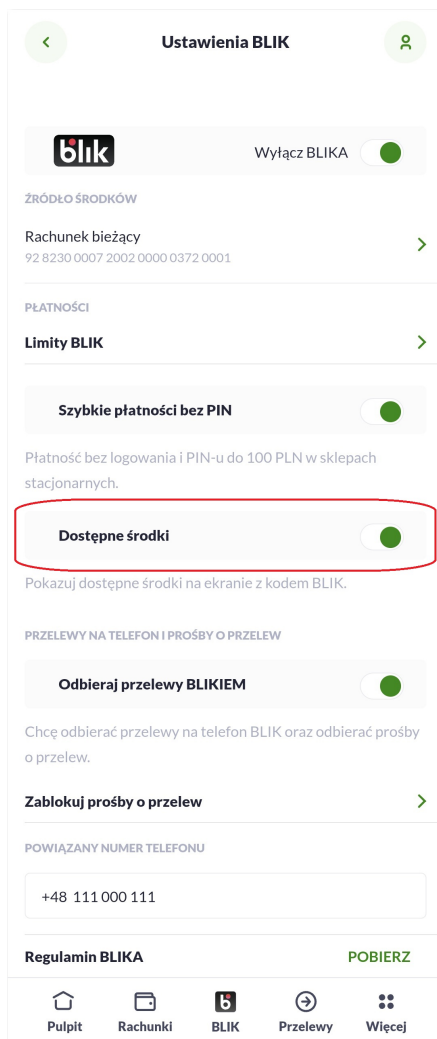 Ustawienia BLIK
blik
Wyłącz BLIKA
ŹRÓDŁO ŚRODKÓW
Rachunek bieżący
92 8230 0007 2002 0000 0372 0001
PŁATNOŚCI
Limity BLIK
Szybkie płatności bez PIN
Płatność bez logowania i PIN-u do 100 PLN w sklepach
stacjonarnych.
Dostępne środki
Pokazuj dostępne środki na ekranie z kodem BLIK.
PRZELEWY NA TELEFON I PROŚBY O PRZELEW
Odbieraj przelewy BLIKIEM
Chcę odbierać przelewy na telefon BLIK oraz odbierać prośby
o przelew.
Zablokuj prośby o przelew
POWIĄZANY NUMER TELEFONU
+48 111 000 111
Regulamin BLIKA
POBIERZ
Pulpit
Rachunki
BLIK
Przelewy
Więcej